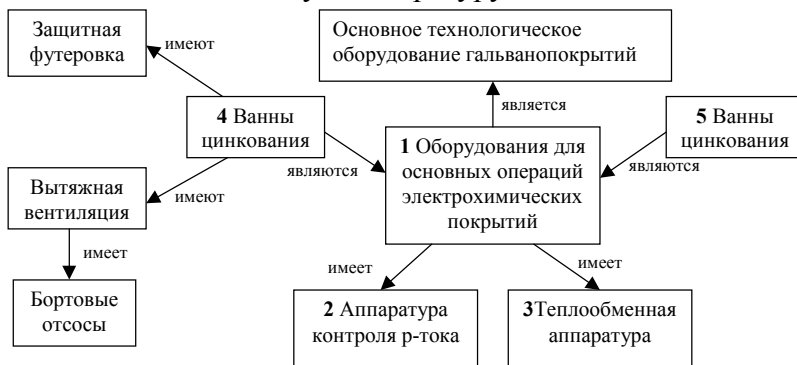 Защитная
футеровка
имеют
Основное технологическое
оборудование гальванопокрытий
является
4 Ванны
цинкования
5 Ванны
цинкования
являются
1 Оборудования для
основных операций
электрохимических
покрытий
являются
Вытяжная
вентиляция
имеют
имеет
имеет
имеет
Бортовые
отсосы
2 Аппаратура
контроля р-тока
3Теплообменная
аппаратура